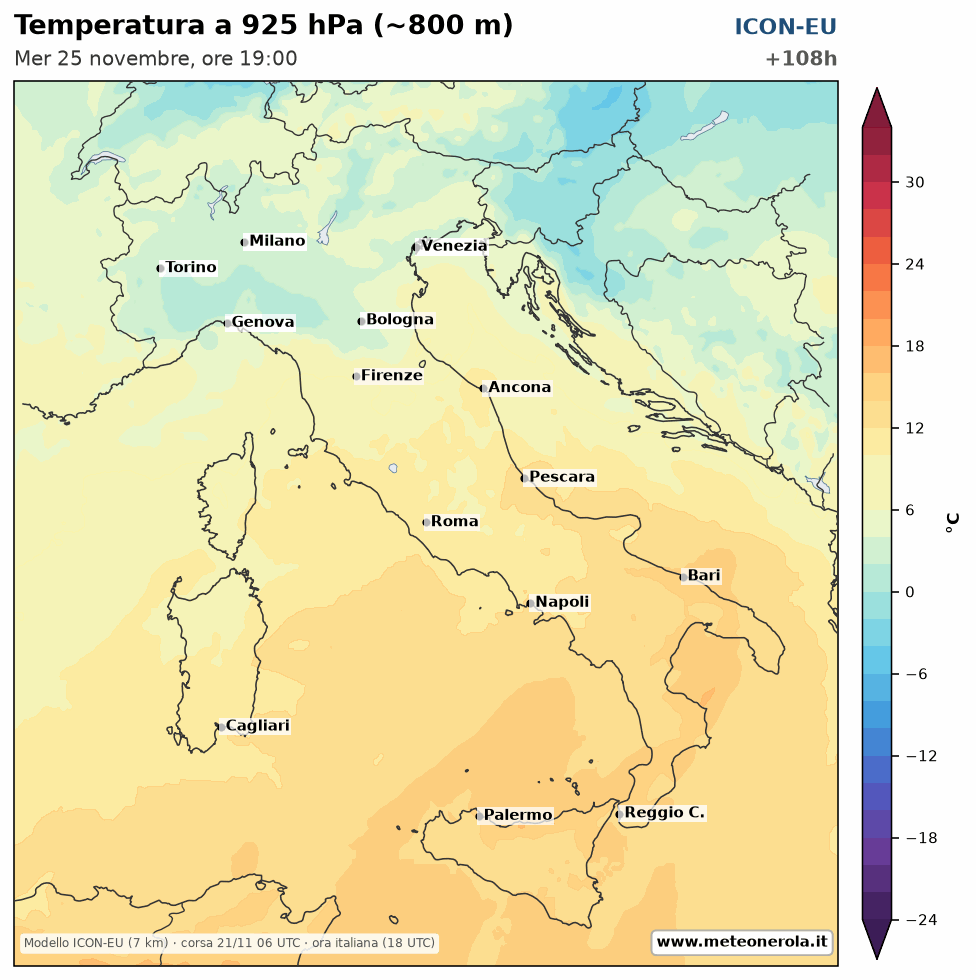 Temperatura a 925 hPa (~800 m)
ICON-EU
Mer 25 novembre, ore 19:00
+108h
30
24
18
12
6
0
−6
−12
−18
−24
°C
Milano
Venezia
Torino
Genova
Bologna
Firenze
Ancona
Pescara
Roma
Bari
Napoli
Cagliari
Palermo
Reggio C.
Modello ICON-EU (7 km) · corsa 21/11 06 UTC · ora italiana (18 UTC)
www.meteonerola.it